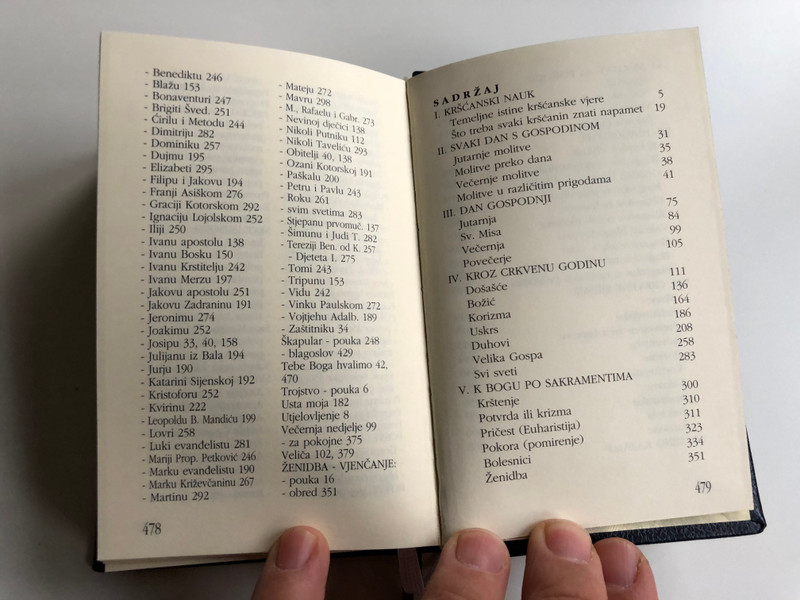 - Benediktu 246
- Blažu 153
- Bonaventuri 247
- Brigiti Šved. 251
- Ćirilu i Metodu 244
- Dimitriju 282
- Dominiku 257
- Dujmu 195
- Elizabeti 295
- Filipu i Jakovu 194
- Franji Asiškom 276
- Graciji Kotorskom 292
- Ignaciju Lojolskom 252
- Iliji 250
- Ivanu apostolu 138
- Ivanu Bosku 150
- Ivanu Krstitelju 242
- Ivanu Merzu 197
- Jakovu apostolu 251
- Jakovu Zadraninu 191
- Jeronimu 274
- Joakimu 252
- Josipu 33, 40, 158
- Julijanu iz Bala 194
- Jurju 190
- Katarini Sijenskoj 192
- Kristoforu 252
- Kvirinu 222
- Leopoldu B. Mandiću 199
- Lovri 258
- Luki evanđelistu 281
- Mariji Prop. Petković 246
- Marku evanđelistu 190
- Marku Križevčaninu 267
- Martinu 292
478
- Mateju 272
- Mavru 298
- M., Rafaelu i Gabr. 273
- Nevinoj dječici 138
- Nikoli Putniku 112
- Nikoli Taveliću 293
- Obitelji 40, 138
- Ozani Kotorskoj 191
- Paškalu 200
- Petru i Pavlu 243
- Roku 261
- svim svetima 283
- Stjepanu prvomuč. 137
- Šimunu i Judi T. 282
- Tereziji Ben. od K. 257
- Djeteta I. 275
- Tomi 243
- Tripunu 153
- Vidu 242
- Vinku Paulskom 272
- Vojtjehu Adalb. 189
- Zaštitniku 34
Škapular - pouka 248
- blagoslov 429
Tebe Boga hvalimo 42,
470
Trojstvo - pouka 6
Usta moja 182
Utjelovljenje 8
Večernja nedjelje 99
- za pokojne 375
Veliča 102, 379
ŽENIDBA - VJENČANJE:
- pouka 16
- obred 351
SADRŽAJ
I. KRŠĆANSKI NAUK
Temeljne istine kršćanske vjere 5
Što treba svaki kršćanin znati napamet 19
II. SVAKI DAN S GOSPODINOM
Jutarnje molitve 31
Molitve preko dana 35
Večernje molitve 38
Molitve u različitim prigodama 41
III. DAN GOSPODNJI
Jutarnja 75
Sv. Misa 84
Večernja 99
Povečerje 105
IV. KROZ CRKVENU GODINU
Došašće 111
Božić 136
Korizma 164
Uskrs 186
Duhovi 208
Velika Gospa 258
Svi sveti 283
V. K BOGU PO SAKRAMENTIMA
Krštenje 300
Potvrda ili krizma 310
Pričest (Euharistija) 311
Pokora (pomirenje) 323
Bolesnici 334
Ženidba 351
479